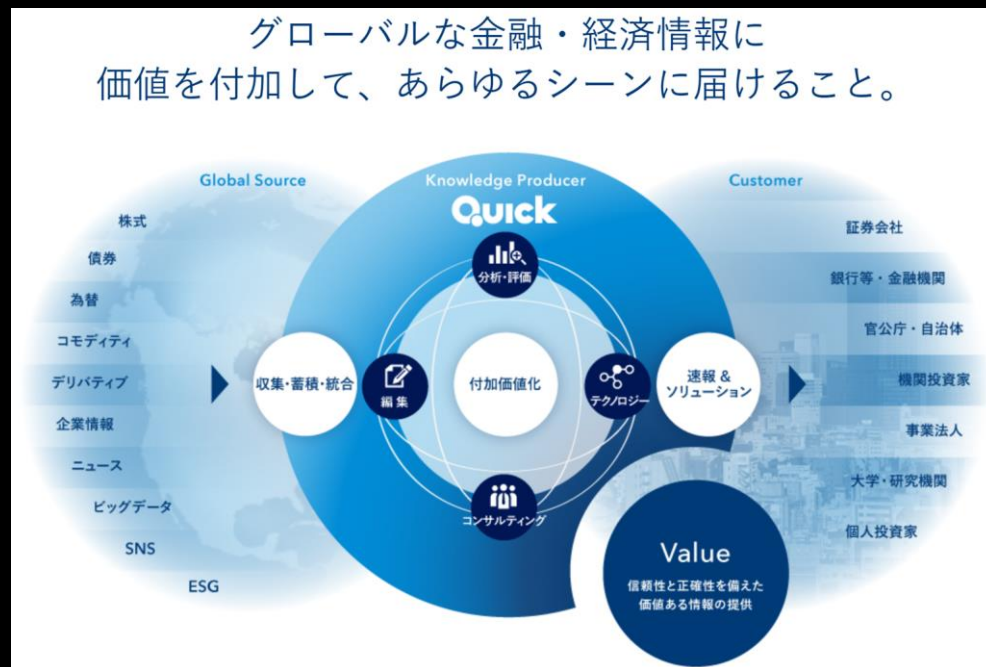 グローバルな金融・経済情報に
価値を付加して、あらゆるシーンに届けること。
Global Source
株式
債券
為替
コモディティ
デリバティブ
企業情報
ニュース
ビッグデータ
SNS
ESG
Knowledge Producer
QUICK
分析・評価
収集・蓄積・統合
編集
付加価値化
テクノロジー
速報 &
ソリューション
コンサルティング
Customer
証券会社
銀行等・金融機関
官公庁・自治体
機関投資家
事業法人
大学・研究機関
個人投資家
Value
信頼性と正確性を備えた
価値ある情報の提供